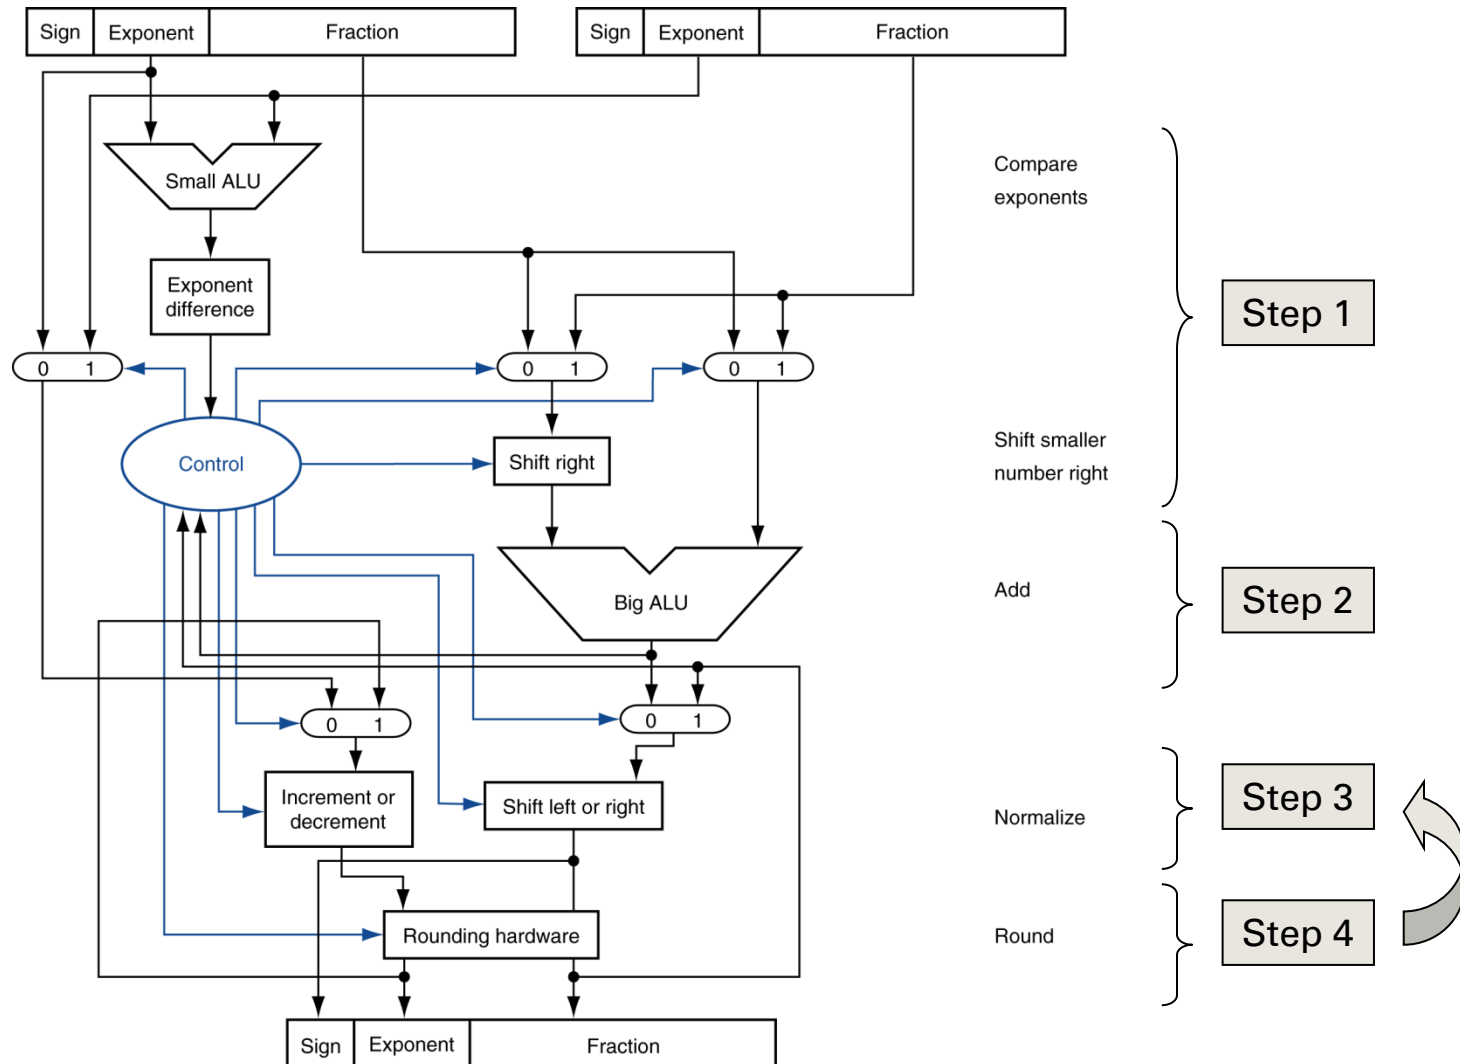 Sign Exponent Fraction
Sign Exponent Fraction
Small ALU
Compare
exponents
Exponent
difference
Step 1
0 1
0 1
0 1
Control
Shift right
Shift smaller
number right
Add
Big ALU
Step 2
0 1
0 1
Increment or
decrement
Shift left or right
Normalize
Step 3
Rounding hardware
Round
Step 4
Sign Exponent Fraction